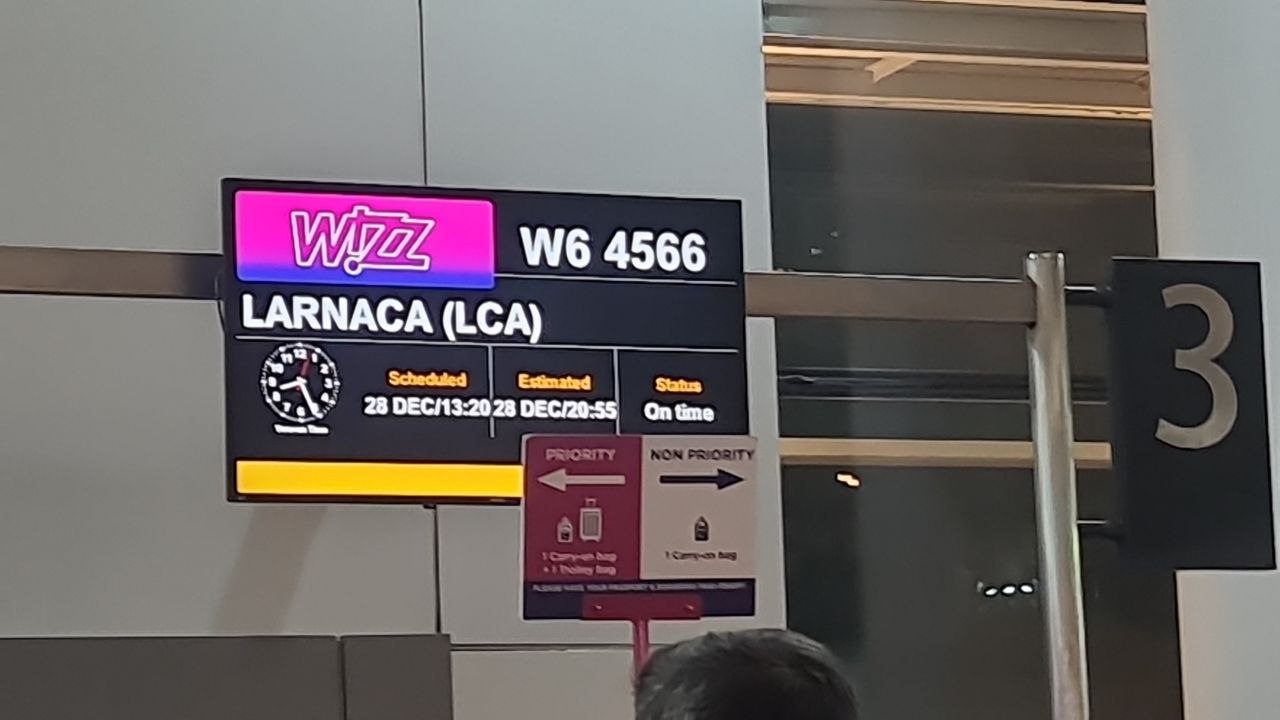 WIZZ
W6 4566
LARNACA (LCA)
Scheduled
28 DEC/13:20
Estimated
28 DEC/20:55
Status
On time
3
PRIORITY
1 Carry-on bag
+ 1 Trolley bag
NON PRIORITY
1 Carry-on bag